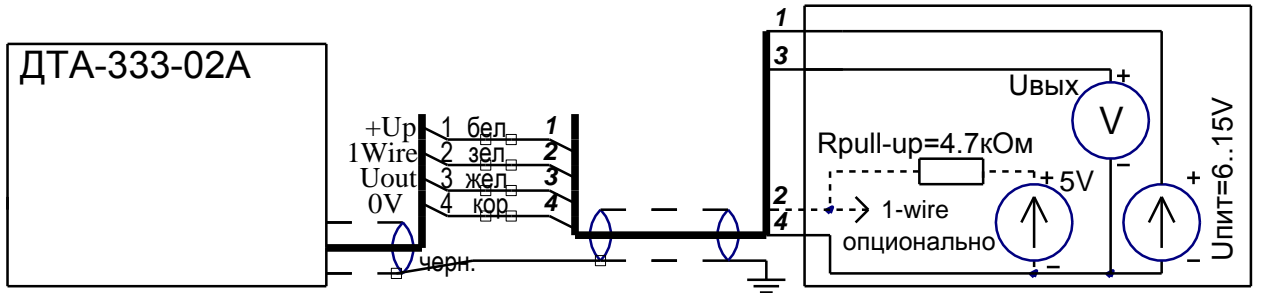 ДТА-333-02А
+Up 1 бел 1
1Wire 2 зел 2
Uout 3 жел 3
0V 4 кор 4
черн.
1
3
Uвых
+
V
−
Rpull-up=4.7кОм
+5V
2
1-wire
4
опционально
−
+
Uпит=6..15V
−